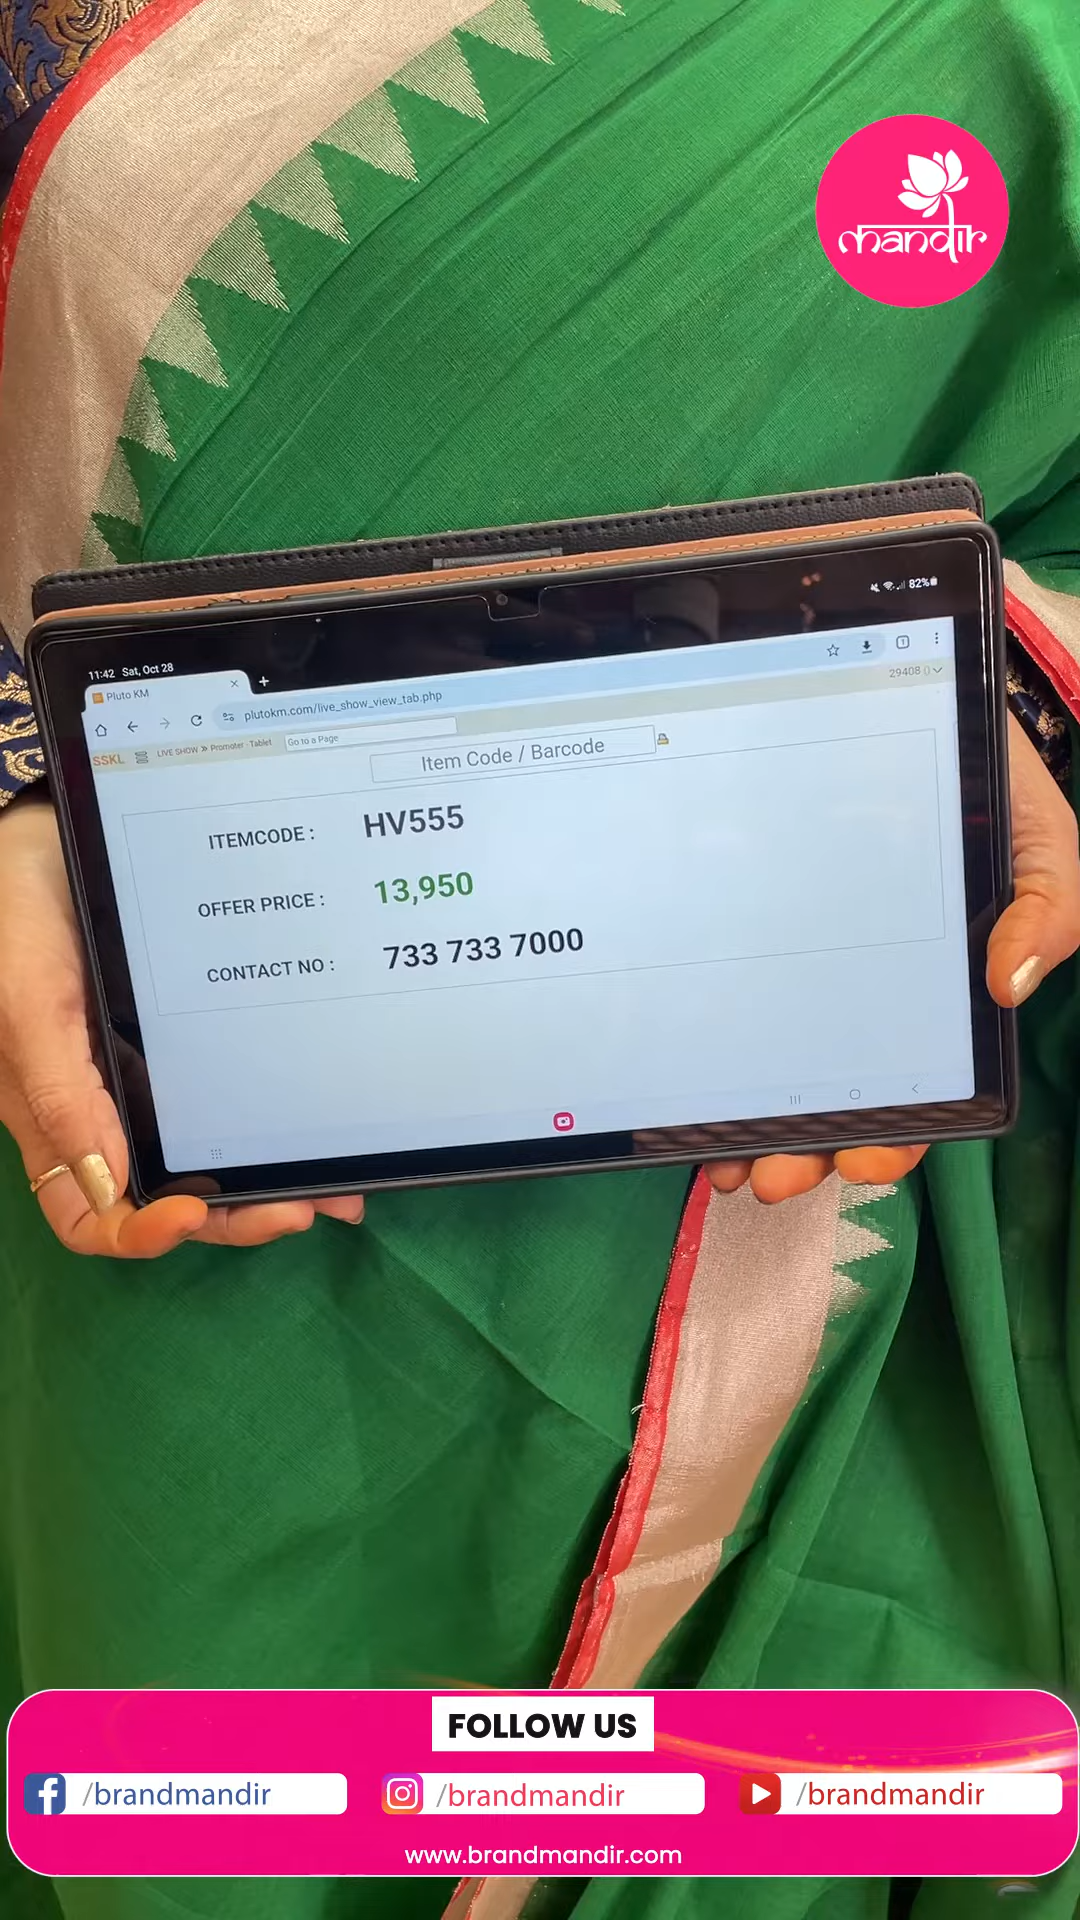 mandir
82%
11:42 Sat, Oct 28
Pluto KM
plutokm.com/live_show_view_tab.php
29408 ()
SSKL
LIVE SHOW » Promoter - Tablet
Go to a Page
Item Code / Barcode
ITEMCODE : HV555
OFFER PRICE : 13,950
CONTACT NO : 733 733 7000
FOLLOW US
/brandmandir
/brandmandir
/brandmandir
www.brandmandir.com